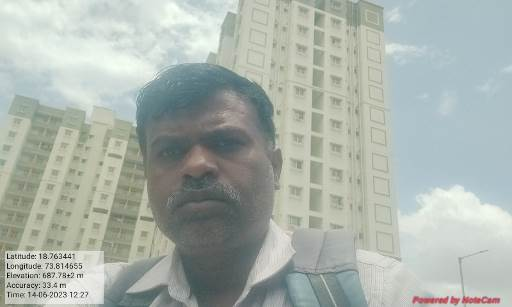 Latitude: 18.763441
Longitude: 73.814655
Elevation: 687.78±2 m
Accuracy: 33.4 m
Time: 14-06-2023 12:27
Powered by NoteCam